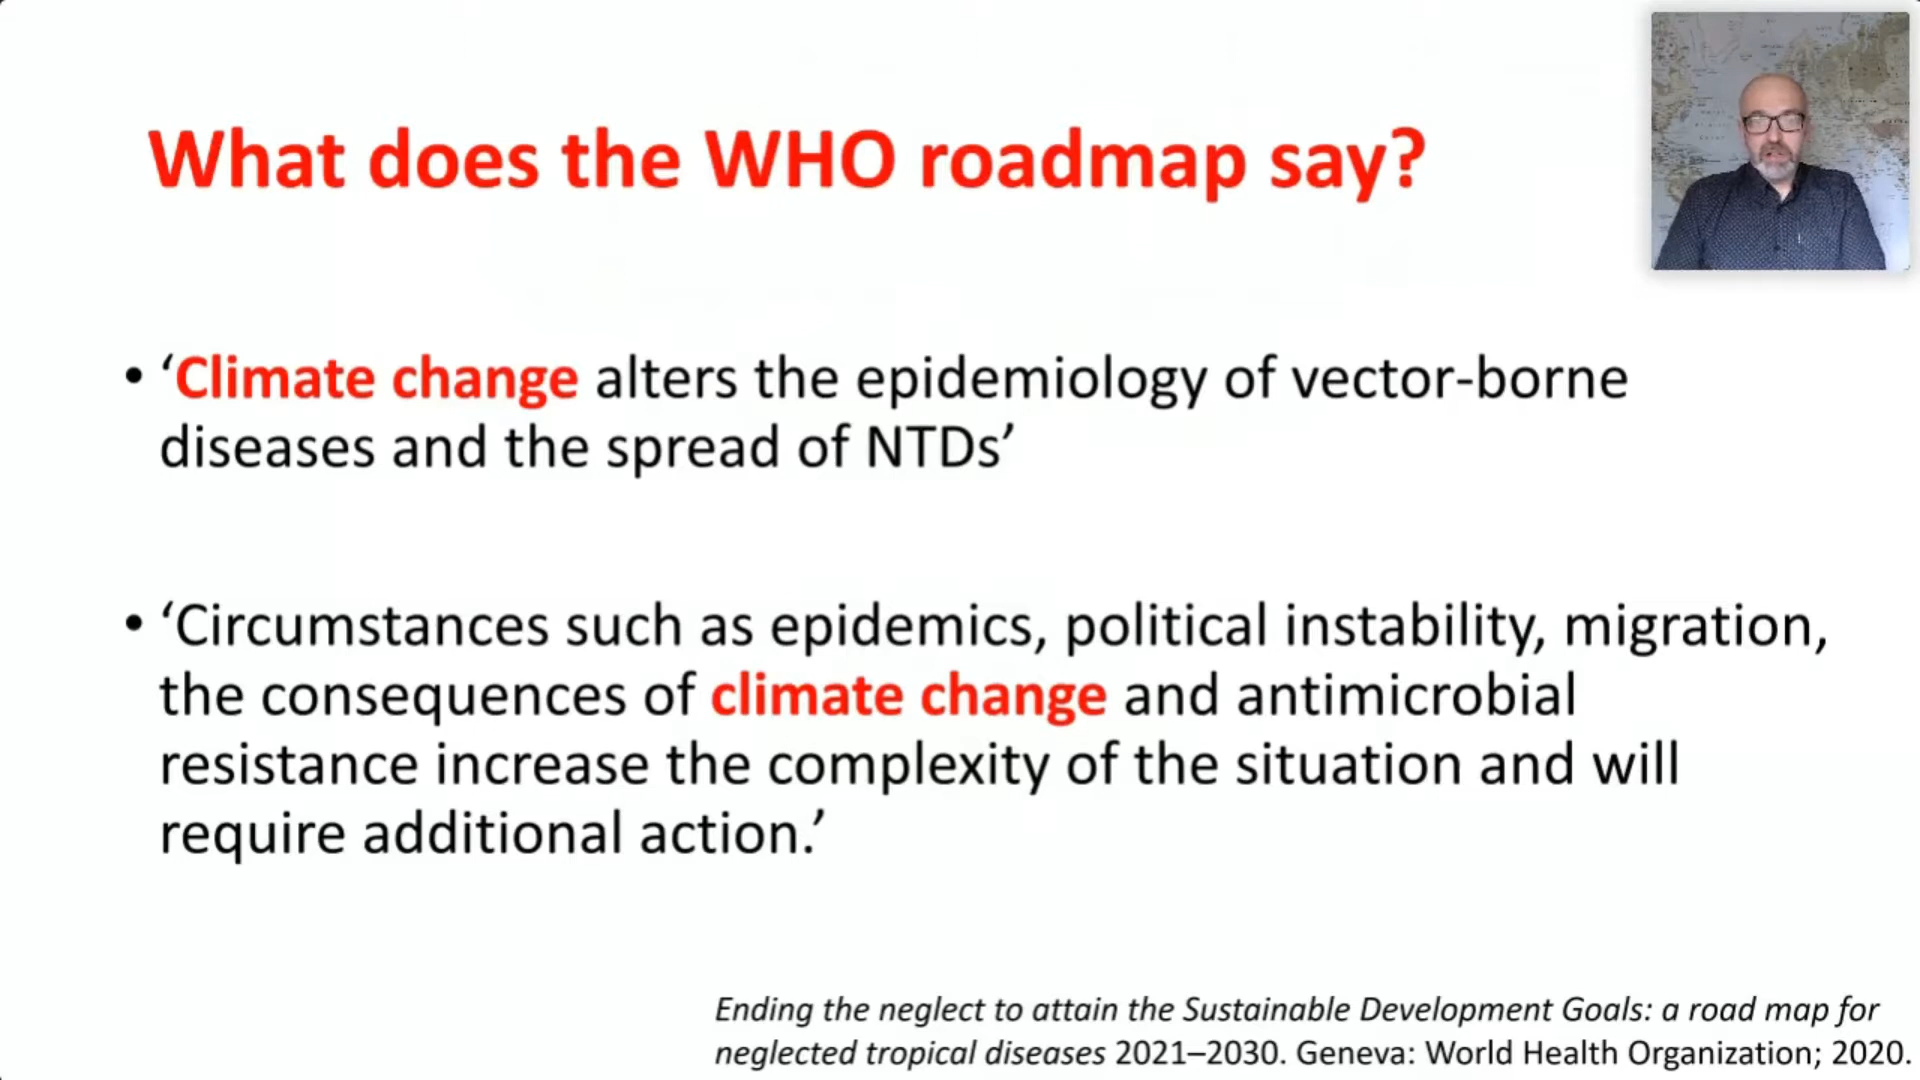 What does the WHO roadmap say?
• ‘Climate change alters the epidemiology of vector-borne
diseases and the spread of NTDs’
• ‘Circumstances such as epidemics, political instability, migration,
the consequences of climate change and antimicrobial
resistance increase the complexity of the situation and will
require additional action.’
Ending the neglect to attain the Sustainable Development Goals: a road map for
neglected tropical diseases 2021–2030. Geneva: World Health Organization; 2020.